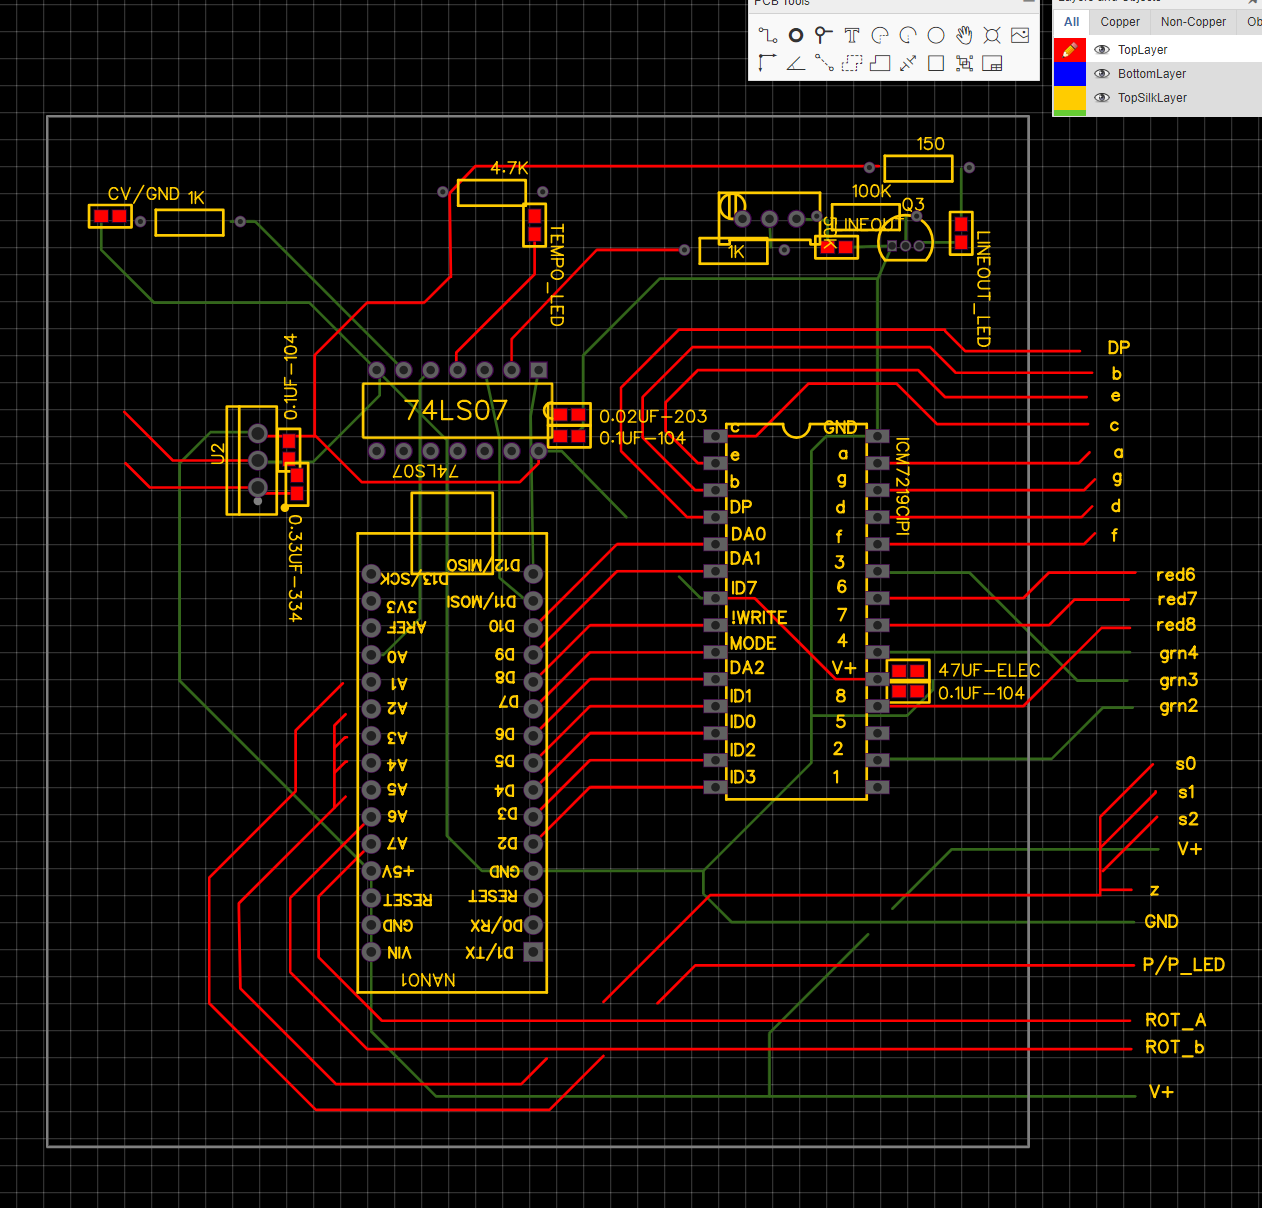 PCB Tools
Layers and Objects
All Copper Non-Copper Ob
TopLayer
BottomLayer
TopSilkLayer
150
4.7K
CV/GND 1K
100K
Q3
LINEOUT
50K
1K
TEMPO_LED
LINEOUT_LED
0.1UF-104
74LS07
0.02UF-203
0.1UF-104
U2
74LS07
0.33UF-334
DP
b
e
c
a
g
d
f
c
e
b
DP
DA0
DA1
ID7
!WRITE
MODE
DA2
ID1
ID0
ID2
ID3
GND
a
g
d
f
3
6
7
4
V+
8
5
2
1
ICM7219CIPI
47UF-ELEC
0.1UF-104
D13/SCK
3V3
AREF
A0
A1
A2
A3
A4
A5
A6
A7
+5V
RESET
GND
VIN
D12/MISO
D11/MOSI
D10
D9
D8
D7
D6
D5
D4
D3
D2
GND
RESET
D0/RX
D1/TX
NANO1
red6
red7
red8
grn4
grn3
grn2
s0
s1
s2
V+
z
GND
P/P_LED
ROT_A
ROT_b
V+